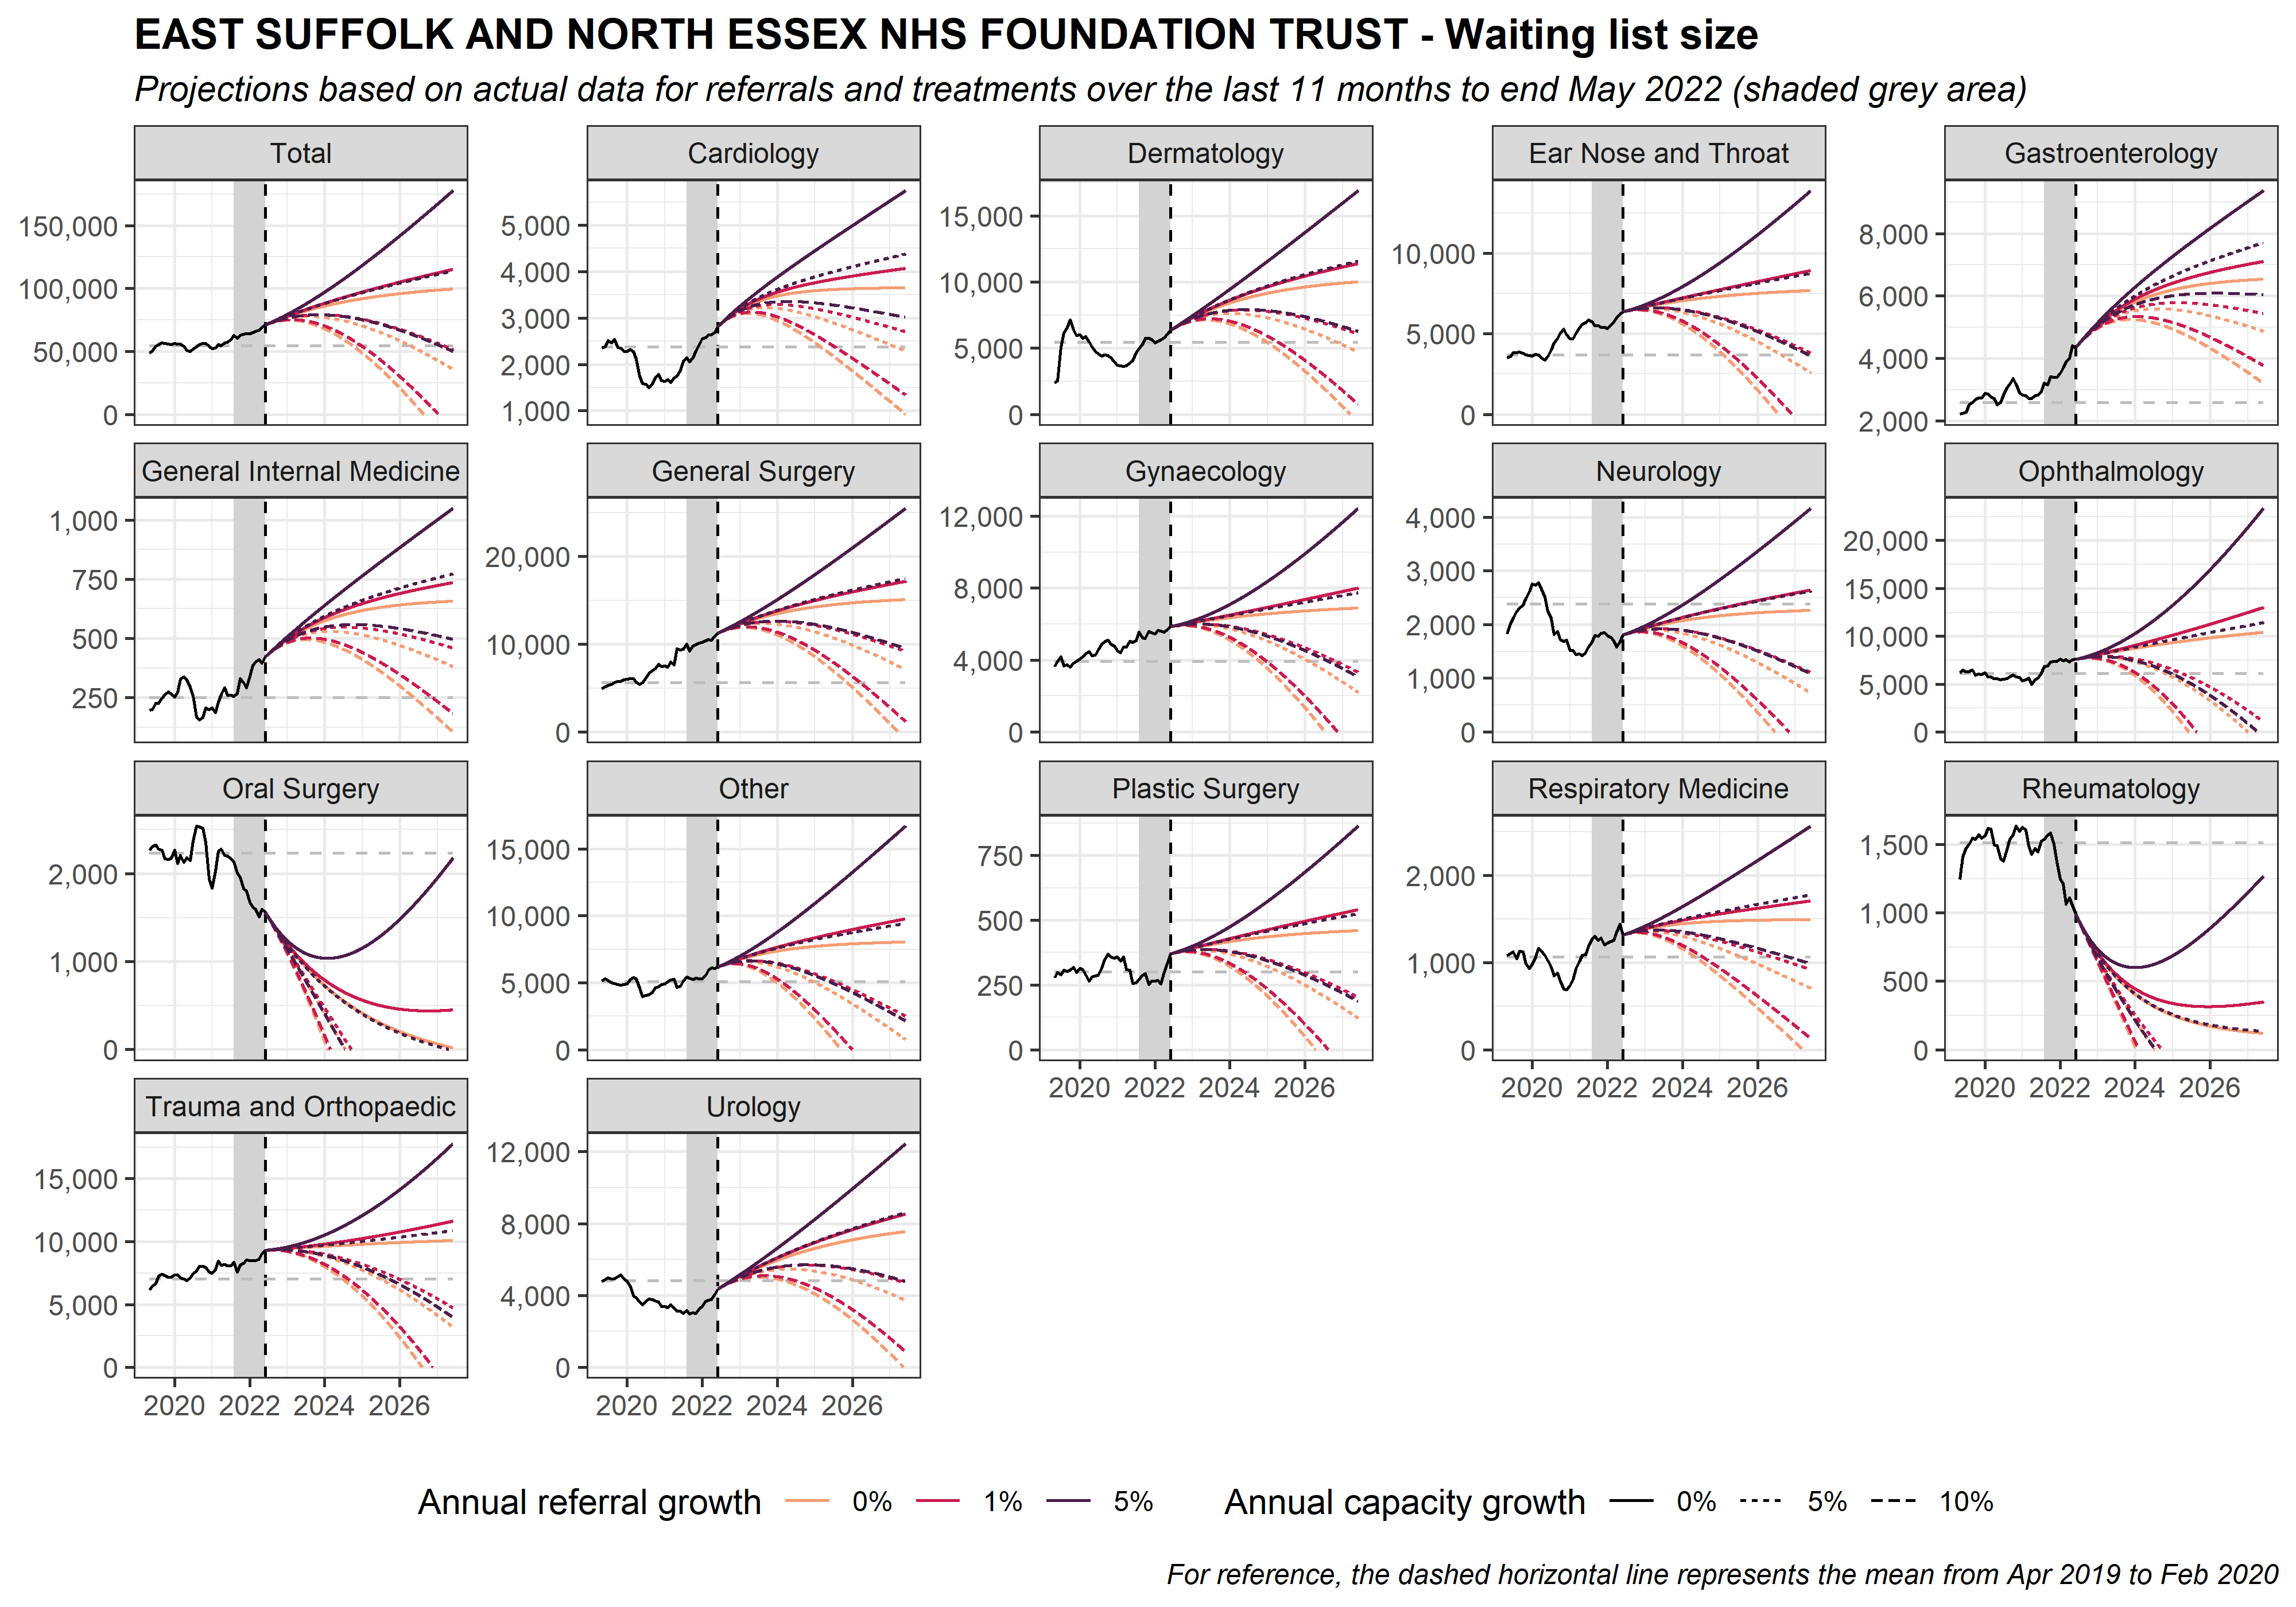 EAST SUFFOLK AND NORTH ESSEX NHS FOUNDATION TRUST - Waiting list size
Projections based on actual data for referrals and treatments over the last 11 months to end May 2022 (shaded grey area)
Total
Cardiology
Dermatology
Ear Nose and Throat
Gastroenterology
150,000
100,000
50,000
0
5,000
4,000
3,000
2,000
1,000
15,000
10,000
5,000
0
10,000
5,000
0
8,000
6,000
4,000
2,000
General Internal Medicine
General Surgery
Gynaecology
Neurology
Ophthalmology
1,000
750
500
250
20,000
10,000
0
12,000
8,000
4,000
0
4,000
3,000
2,000
1,000
0
20,000
15,000
10,000
5,000
0
Oral Surgery
Other
Plastic Surgery
Respiratory Medicine
Rheumatology
2,000
1,000
0
15,000
10,000
5,000
0
750
500
250
0
2,000
1,000
0
1,500
1,000
500
0
2020 2022 2024 2026
2020 2022 2024 2026
2020 2022 2024 2026
Trauma and Orthopaedic
Urology
15,000
10,000
5,000
0
12,000
8,000
4,000
0
2020 2022 2024 2026
2020 2022 2024 2026
Annual referral growth 0% 1% 5% Annual capacity growth 0% 5% 10%
For reference, the dashed horizontal line represents the mean from Apr 2019 to Feb 2020